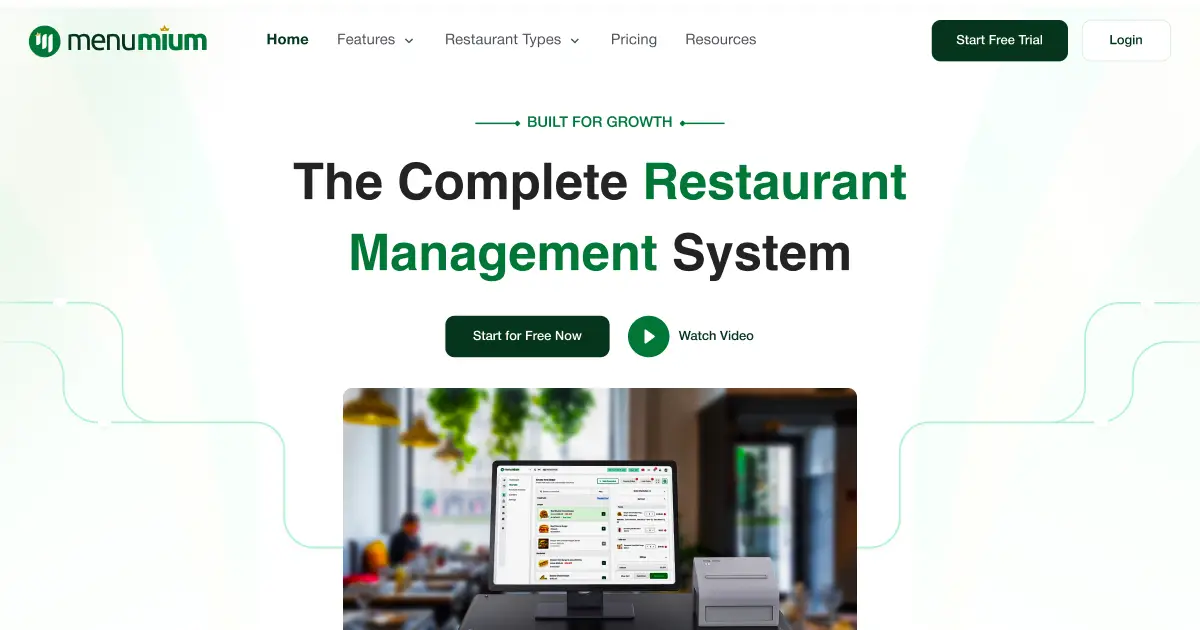 menumium
Home
Features
Restaurant Types
Pricing
Resources
Start Free Trial
Login
BUILT FOR GROWTH
The Complete Restaurant
Management System
Start for Free Now
Watch Video